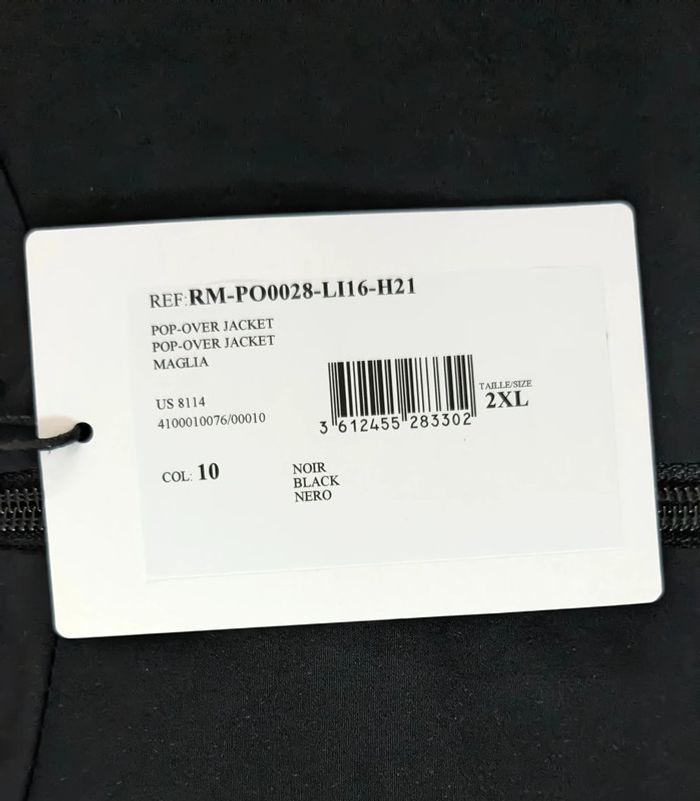 REF: RM-PO0028-LI16-H21
POP-OVER JACKET
POP-OVER JACKET
MAGLIA
US 8114
4100010076/00010
3 612455 283302
TAILLE/SIZE
2XL
COL: 10
NOIR
BLACK
NERO